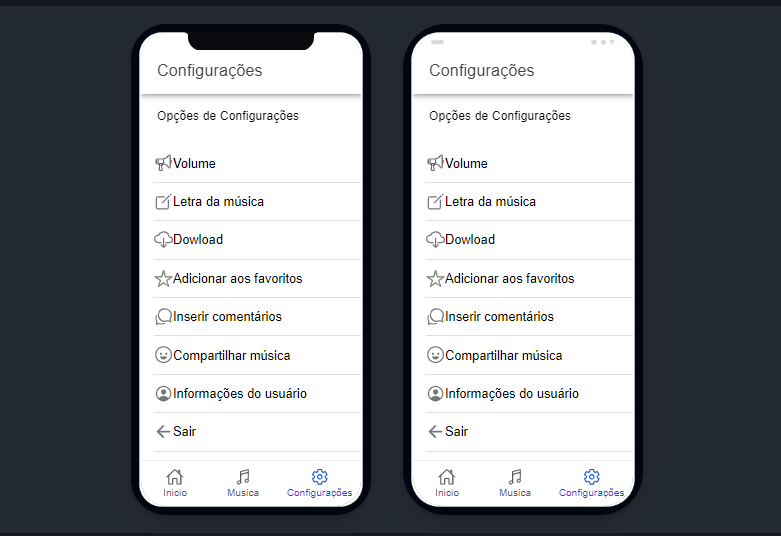 Configurações
Opções de Configurações
Volume
Letra da música
Dowload
Adicionar aos favoritos
Inserir comentários
Compartilhar música
Informações do usuário
Sair
Inicio Musica Configurações
Configurações
Opções de Configurações
Volume
Letra da música
Dowload
Adicionar aos favoritos
Inserir comentários
Compartilhar música
Informações do usuário
Sair
Inicio Musica Configurações